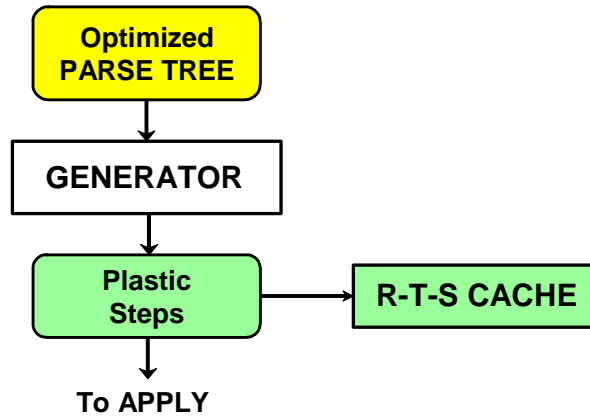 Optimized
PARSE TREE
GENERATOR
Plastic
Steps
R-T-S CACHE
To APPLY